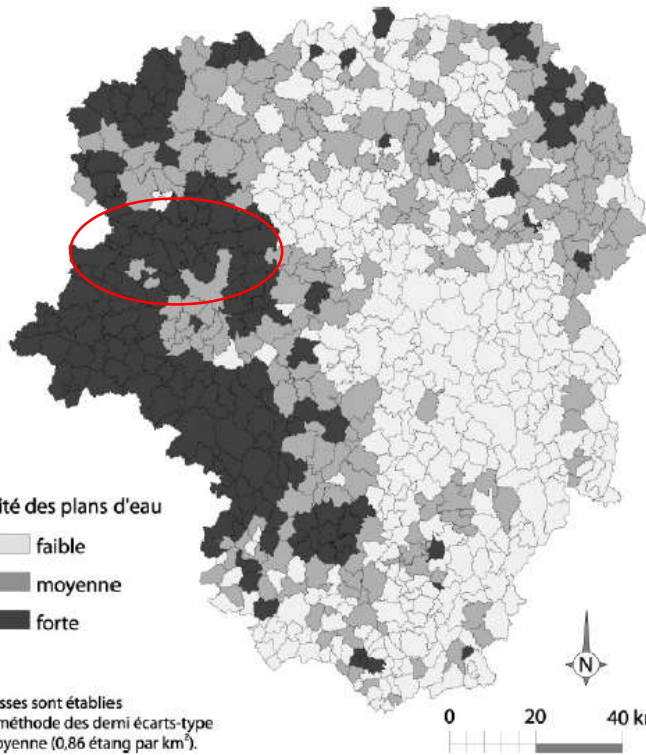 ité des plans d'eau
faible
moyenne
forte
N
sses sont établies
méthode des demi écarts-type
oyenne (0,86 étang par km²).
0 20 40 km